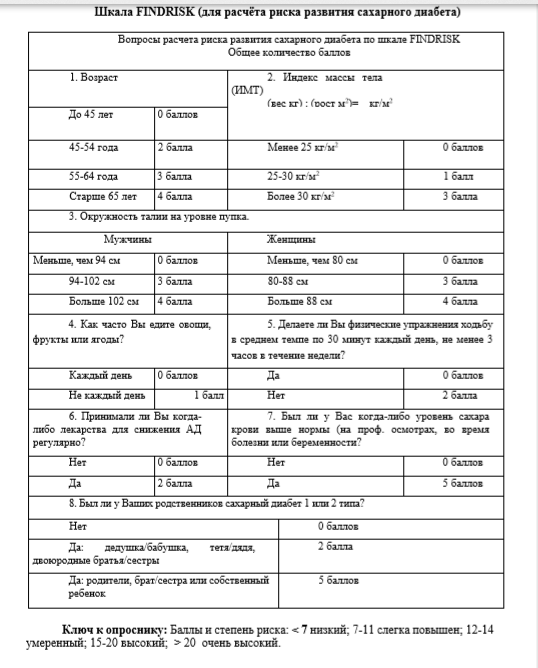 Шкала FINDRISK (для расчёта риска развития сахарного диабета)
Вопросы расчета риска развития сахарного диабета по шкале FINDRISK
Общее количество баллов
1. Возраст
2. Индекс массы тела
(ИМТ)
(вес кг) : (рост м²)= кг/м²
До 45 лет 0 баллов
45-54 года 2 балла Менее 25 кг/м² 0 баллов
55-64 года 3 балла 25-30 кг/м² 1 балл
Старше 65 лет 4 балла Более 30 кг/м² 3 балла
3. Окружность талии на уровне пупка.
Мужчины Женщины
Меньше, чем 94 см 0 баллов Меньше, чем 80 см 0 баллов
94-102 см 3 балла 80-88 см 3 балла
Больше 102 см 4 балла Больше 88 см 4 балла
4. Как часто Вы едите овощи,
фрукты или ягоды?
5. Делаете ли Вы физические упражнения ходьбу
в среднем темпе по 30 минут каждый день, не менее 3
часов в течение недели?
Каждый день 0 баллов Да 0 баллов
Не каждый день 1 балл Нет 2 балла
6. Принимали ли Вы когда-
либо лекарства для снижения АД
регулярно?
7. Был ли у Вас когда-либо уровень сахара
крови выше нормы (на проф. осмотрах, во время
болезни или беременности?
Нет 0 баллов Нет 0 баллов
Да 2 балла Да 5 баллов
8. Был ли у Ваших родственников сахарный диабет 1 или 2 типа?
Нет 0 баллов
Да: дедушка/бабушка, тетя/дядя, 2 балла
двоюродные братья/сестры
Да: родители, брат/сестра или собственный 5 баллов
ребенок
Ключ к опроснику: Баллы и степень риска: < 7 низкий; 7-11 слегка повышен; 12-14
умеренный; 15-20 высокий; > 20 очень высокий.